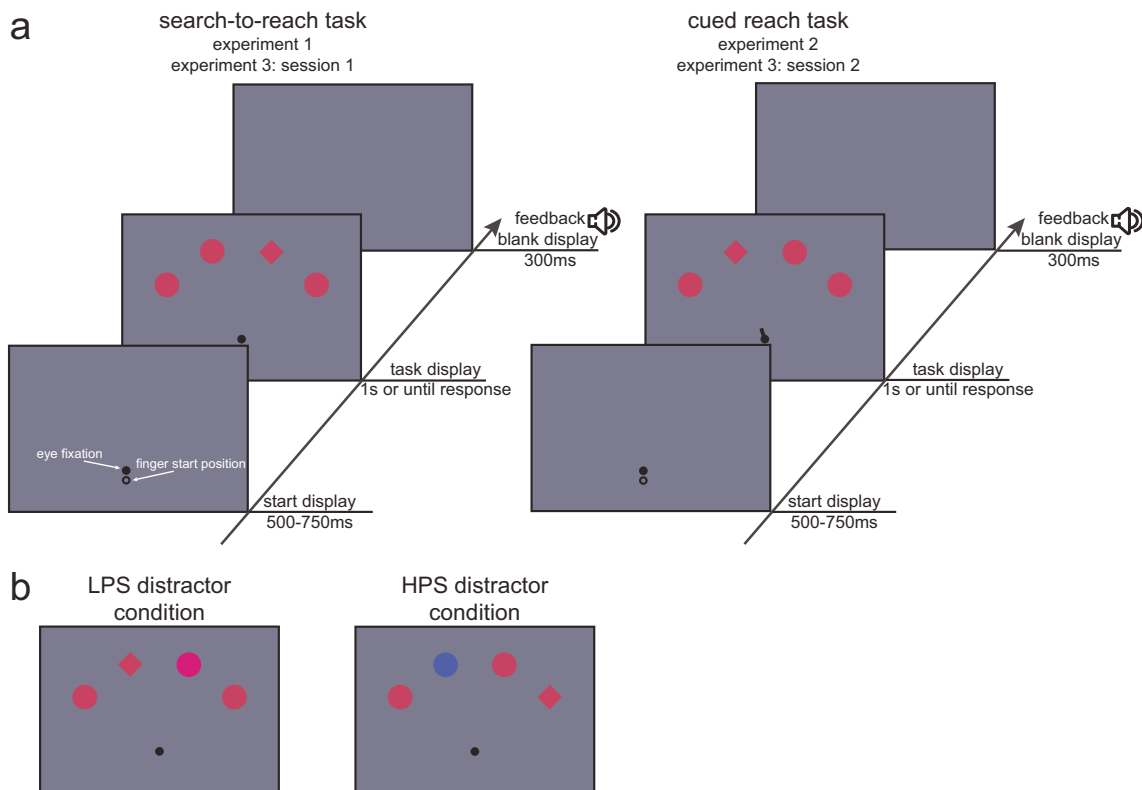 a
search-to-reach task
experiment 1
experiment 3: session 1
feedback
blank display
300ms
task display
1s or until response
eye fixation
finger start position
start display
500-750ms
cued reach task
experiment 2
experiment 3: session 2
feedback
blank display
300ms
task display
1s or until response
start display
500-750ms
b
LPS distractor
condition
HPS distractor
condition